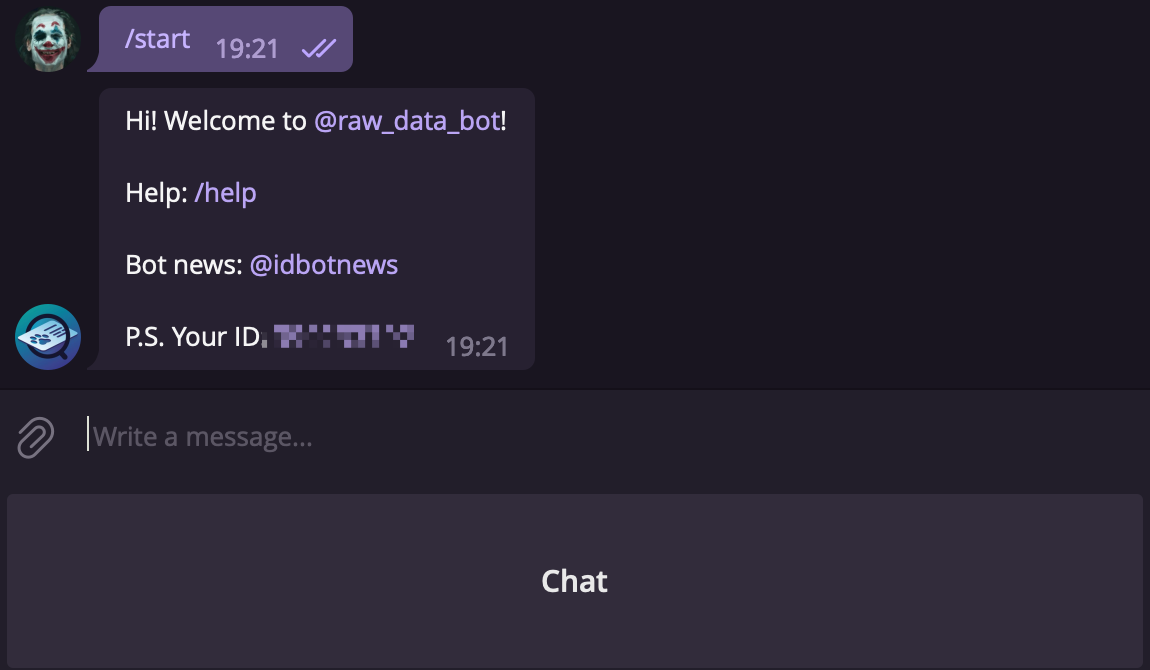 /start 19:21
Hi! Welcome to @raw_data_bot!
Help: /help
Bot news: @idbotnews
P.S. Your ID
19:21
Write a message...
Chat